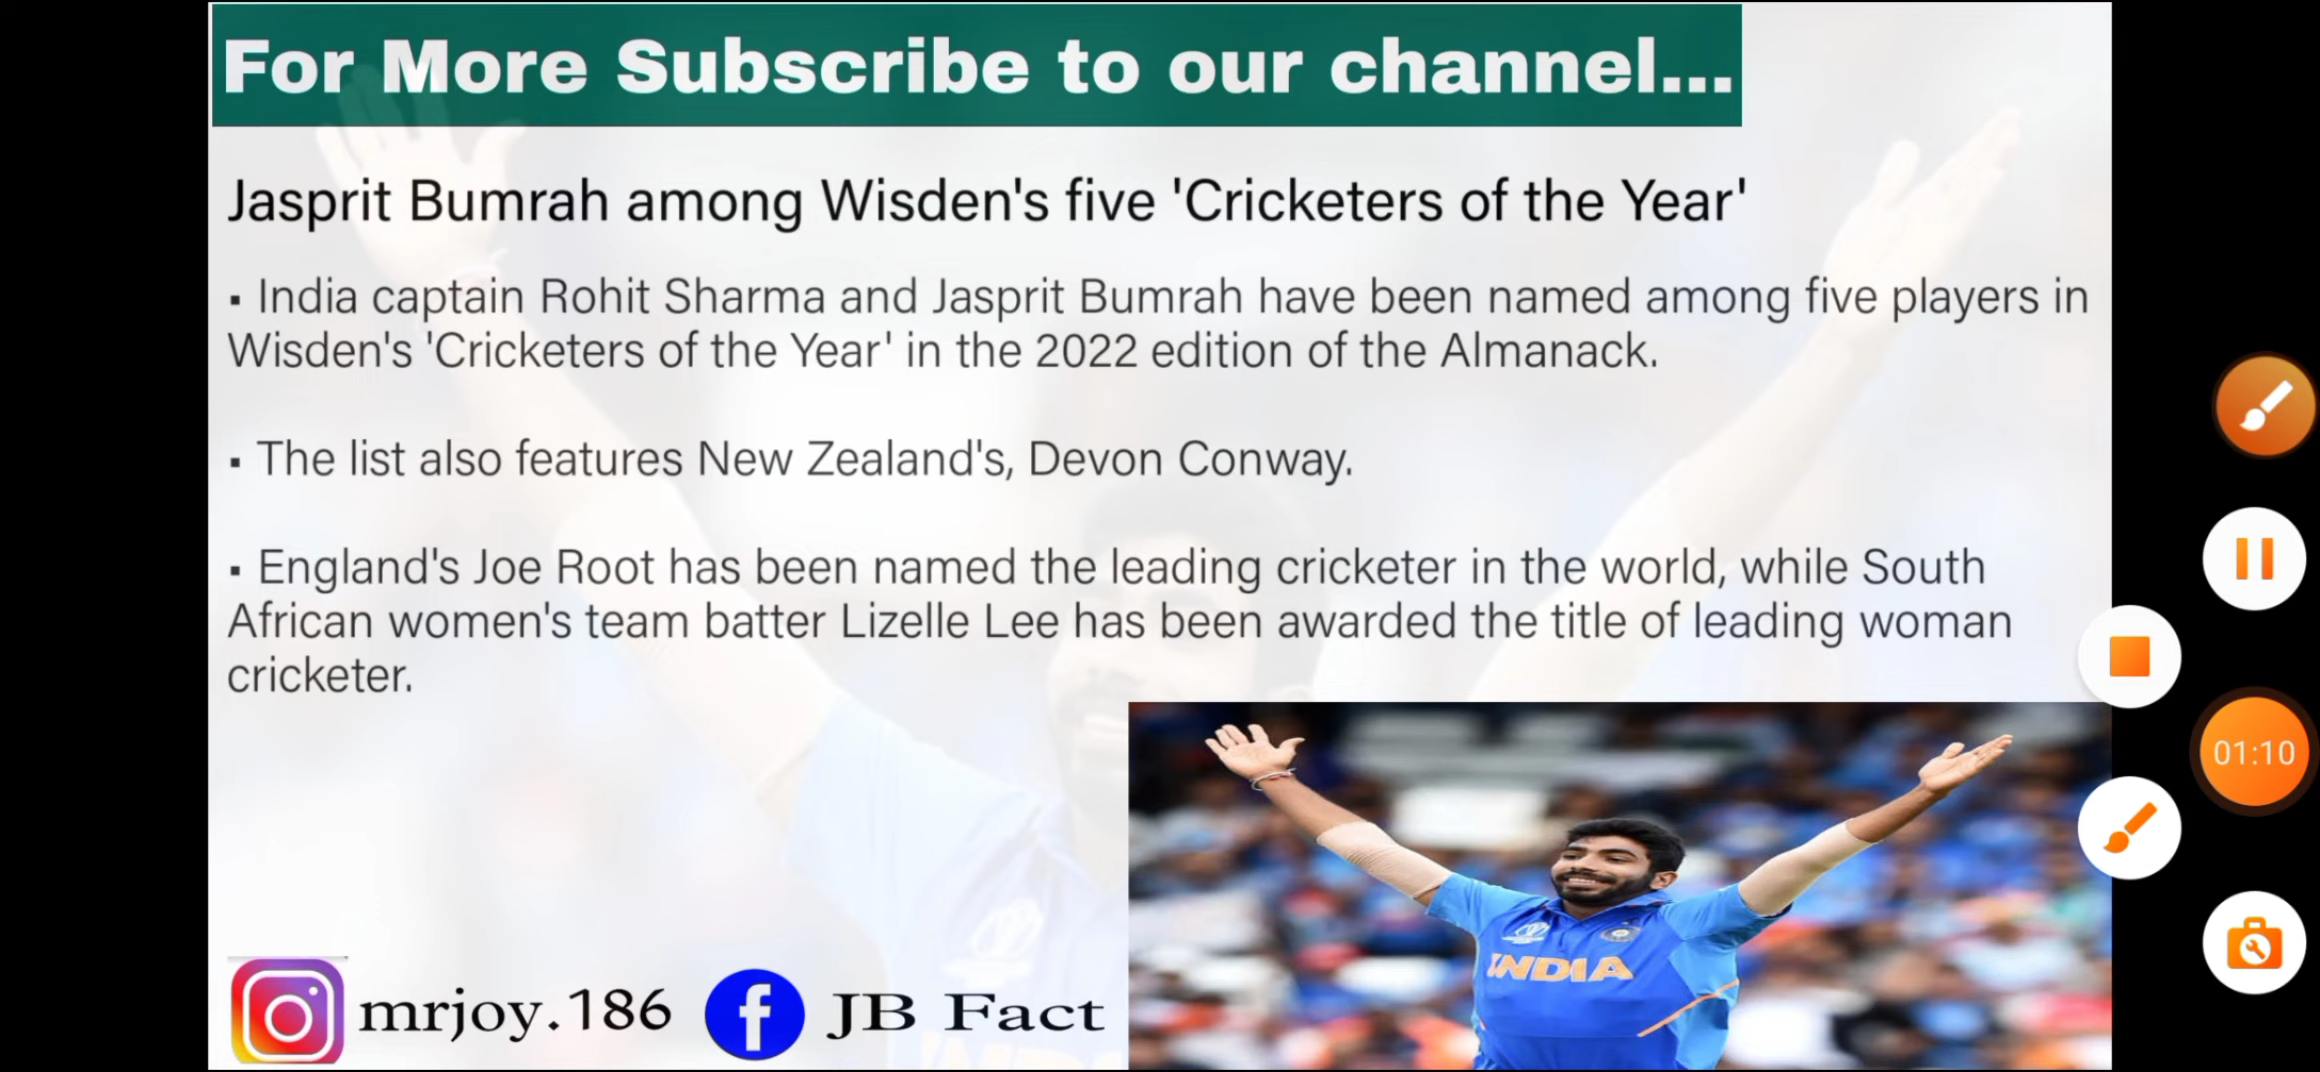 For More Subscribe to our channel...
Jasprit Bumrah among Wisden's five 'Cricketers of the Year'
▪ India captain Rohit Sharma and Jasprit Bumrah have been named among five players in
Wisden's 'Cricketers of the Year' in the 2022 edition of the Almanack.
▪ The list also features New Zealand's, Devon Conway.
▪ England's Joe Root has been named the leading cricketer in the world, while South
African women's team batter Lizelle Lee has been awarded the title of leading woman
cricketer.
01:10
INDIA
mrjoy.186 f JB Fact